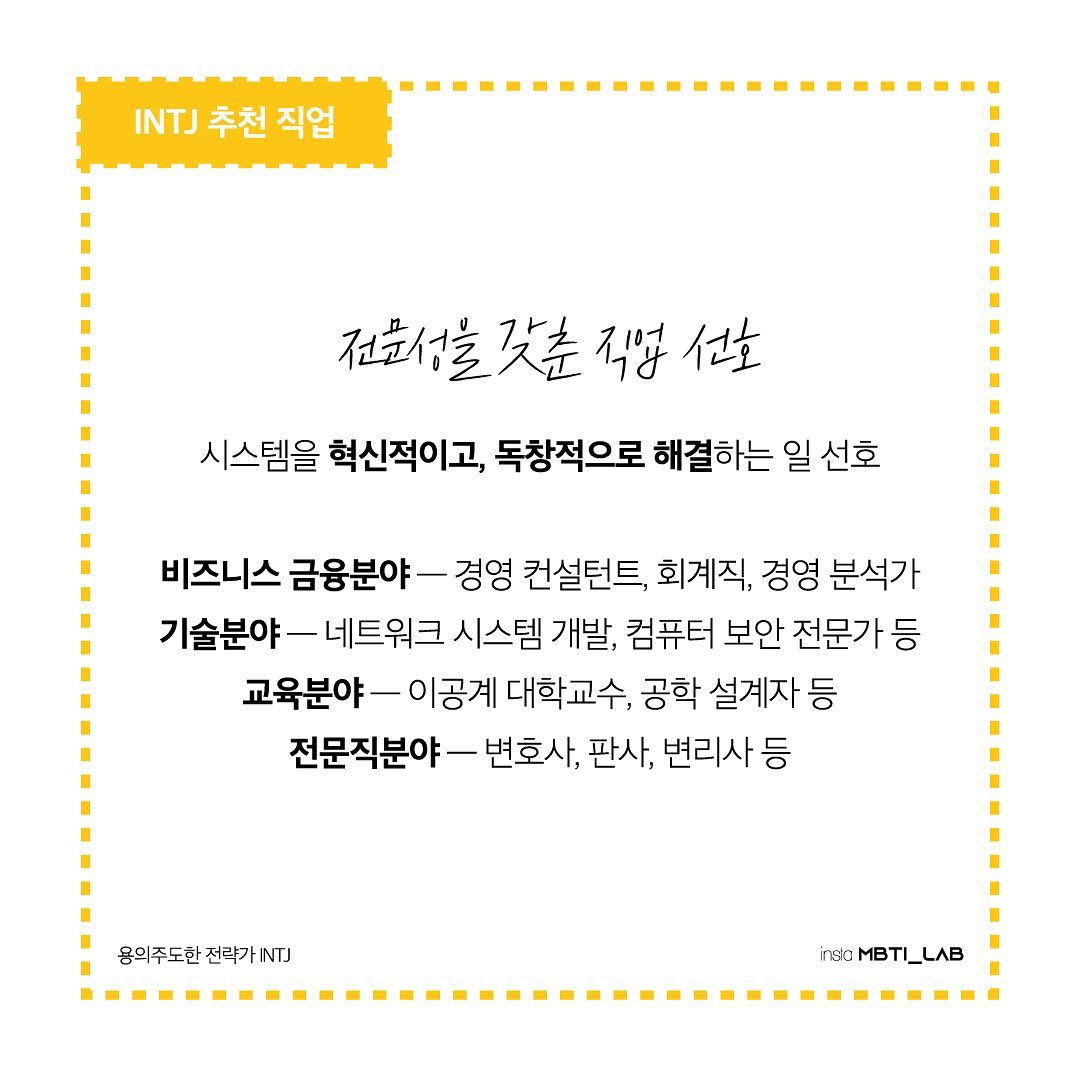 INTJ 추천 직업
전문성을 갖춘 직업 선호
시스템을 혁신적이고, 독창적으로 해결하는 일 선호
비즈니스 금융분야 — 경영 컨설턴트, 회계직, 경영 분석가
기술분야 — 네트워크 시스템 개발, 컴퓨터 보안 전문가 등
교육분야 — 이공계 대학교수, 공학 설계자 등
전문직분야 — 변호사, 판사, 변리사 등
용의주도한 전략가 INTJ
insta MBTI_LAB